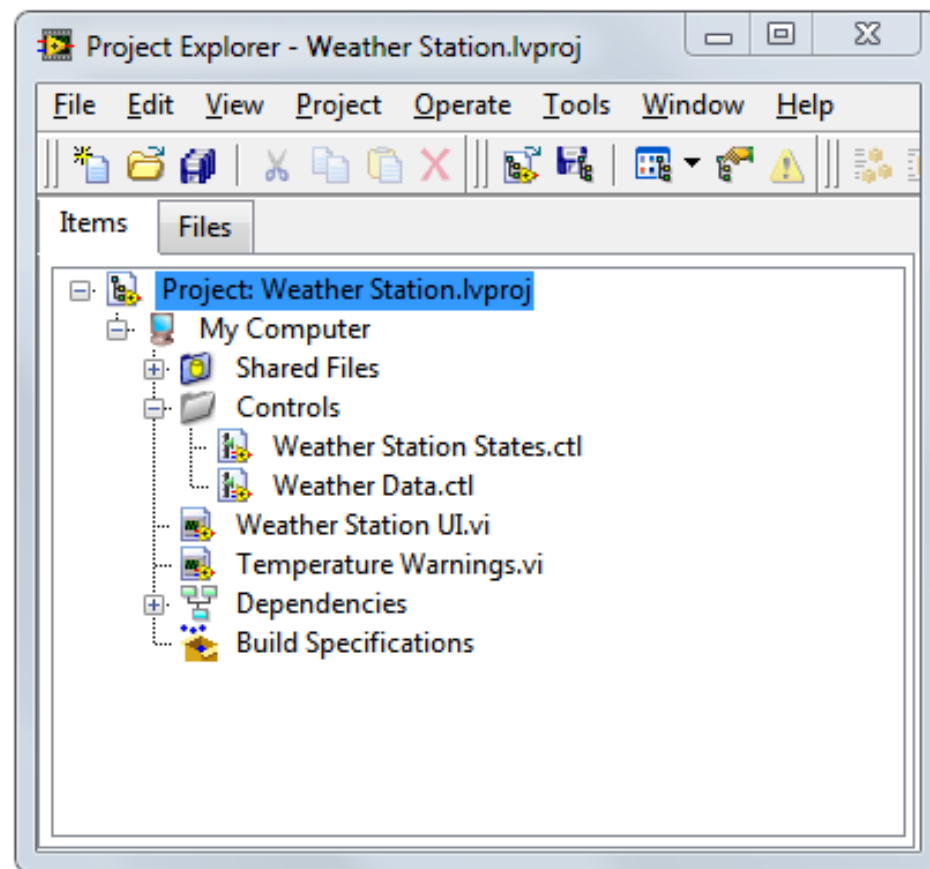 Project Explorer - Weather Station.lvproj
File Edit View Project Operate Tools Window Help
Items Files
Project: Weather Station.lvproj
My Computer
Shared Files
Controls
Weather Station States.ctl
Weather Data.ctl
Weather Station UI.vi
Temperature Warnings.vi
Dependencies
Build Specifications